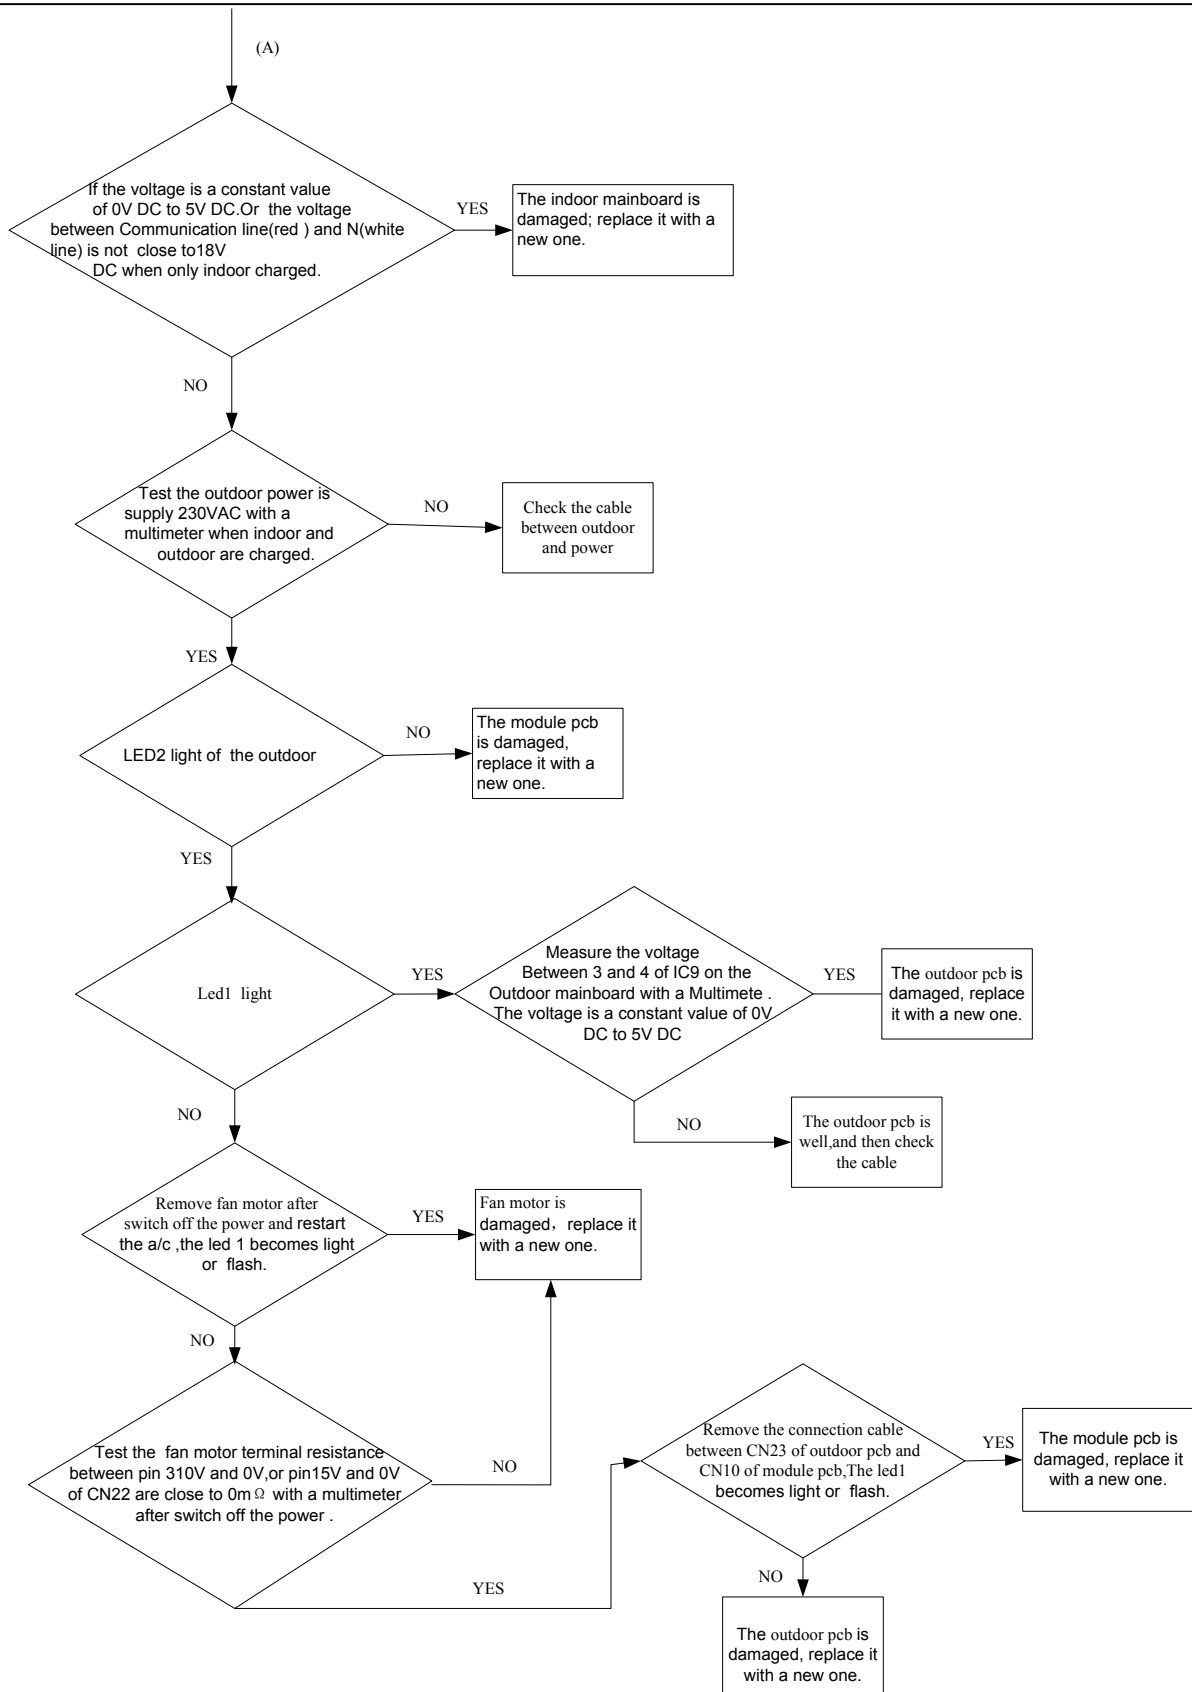 (A)
If the voltage is a constant value
of 0V DC to 5V DC.Or the voltage
between Communication line(red ) and N(white
line) is not close to18V
DC when only indoor charged.
YES
The indoor mainboard is
damaged; replace it with a
new one.
NO
Test the outdoor power is
supply 230VAC with a
multimeter when indoor and
outdoor are charged.
NO
Check the cable
between outdoor
and power
YES
LED2 light of the outdoor
NO
The module pcb
is damaged,
replace it with a
new one.
YES
Led1 light
YES
Measure the voltage
Between 3 and 4 of IC9 on the
Outdoor mainboard with a Multimete .
The voltage is a constant value of 0V
DC to 5V DC
YES
The outdoor pcb is
damaged, replace
it with a new one.
NO
The outdoor pcb is
well,and then check
the cable
NO
Remove fan motor after
switch off the power and restart
the a/c ,the led 1 becomes light
or flash.
YES
Fan motor is
damaged，replace it
with a new one.
NO
Test the fan motor terminal resistance
between pin 310V and 0V,or pin15V and 0V
of CN22 are close to 0mΩ with a multimeter
after switch off the power .
NO
YES
Remove the connection cable
between CN23 of outdoor pcb and
CN10 of module pcb,The led1
becomes light or flash.
YES
The module pcb is
damaged, replace it
with a new one.
NO
The outdoor pcb is
damaged, replace it
with a new one.